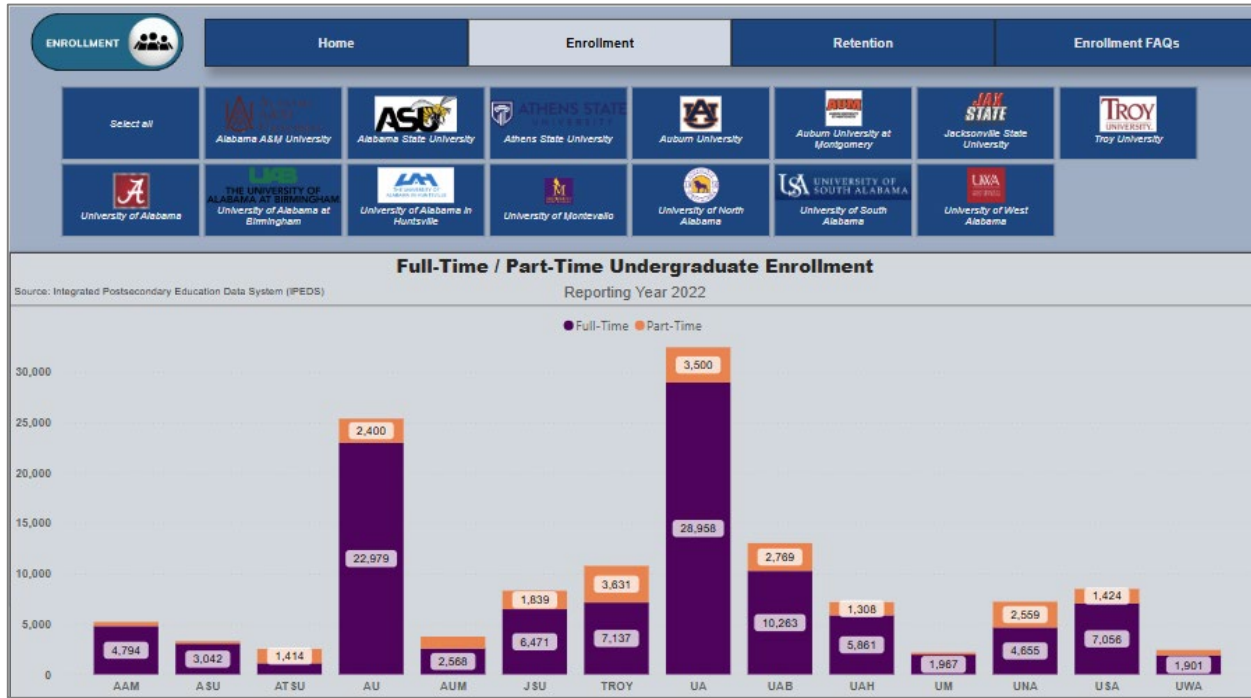 ENROLLMENT
Home
Enrollment
Retention
Enrollment FAQs
Select all
Alabama A&M University
ASU
Alabama State University
ATHENS STATE
UNIVERSITY
Athens State University
Auburn University
AUM
Auburn University at
Montgomery
JAX
STATE
Jacksonville State
University
TROY
UNIVERSITY
Troy University
A
University of Alabama
UAB
THE UNIVERSITY OF
ALABAMA AT BIRMINGHAM
University of Alabama at
Birmingham
UAH
THE UNIVERSITY OF
ALABAMA IN HUNTSVILLE
University of Alabama in
Huntsville
M
University of Montevallo
University of North
Alabama
USA UNIVERSITY OF
SOUTH ALABAMA
University of South
Alabama
UWA
University of West
Alabama
Full-Time / Part-Time Undergraduate Enrollment
Source: Integrated Postsecondary Education Data System (IPEDS)
Reporting Year 2022
Full-Time Part-Time
30,000
25,000
20,000
15,000
10,000
5,000
0
4,794
3,042
1,414
2,400
22,979
2,568
1,839
6,471
3,631
7,137
3,500
28,958
2,769
10,263
1,308
5,861
1,967
2,559
4,655
1,424
7,056
1,901
AAM ASU ATSU AU AUM JSU TROY UA UAB UAH UM UNA USA UWA